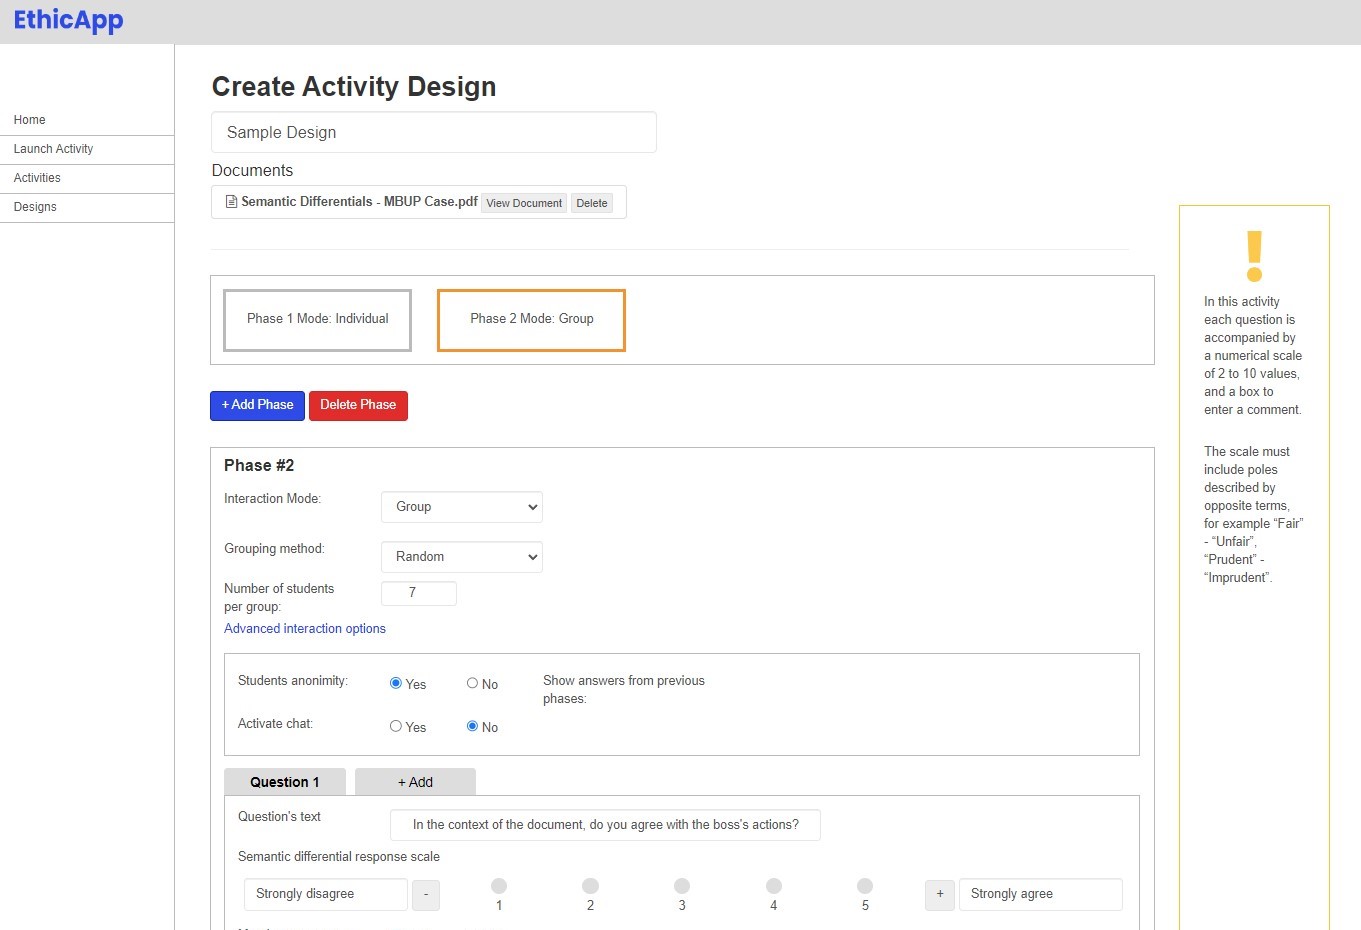 EthicApp
Home
Launch Activity
Activities
Designs
Create Activity Design
Sample Design
Documents
Semantic Differentials - MBUP Case.pdf View Document Delete
Phase 1 Mode: Individual
Phase 2 Mode: Group
+ Add Phase Delete Phase
Phase #2
Interaction Mode: Group
Grouping method: Random
Number of students
per group: 7
Advanced interaction options
Students anonimity: Yes No
Show answers from previous
phases:
Activate chat: Yes No
Question 1 + Add
Question's text In the context of the document, do you agree with the boss's actions?
Semantic differential response scale
Strongly disagree - 1 2 3 4 5 + Strongly agree
In this activity
each question is
accompanied by
a numerical scale
of 2 to 10 values,
and a box to
enter a comment.
The scale must
include poles
described by
opposite terms,
for example “Fair”
- “Unfair”,
“Prudent” -
“Imprudent”.